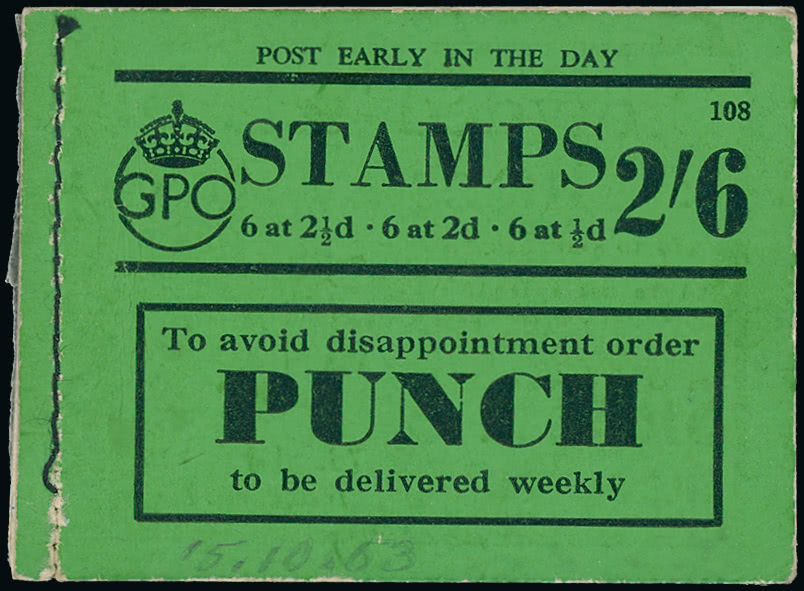 POST EARLY IN THE DAY
108
GPO
STAMPS 2/6
6 at 2½d · 6 at 2d · 6 at ½d
To avoid disappointment order
PUNCH
to be delivered weekly
15.10.53